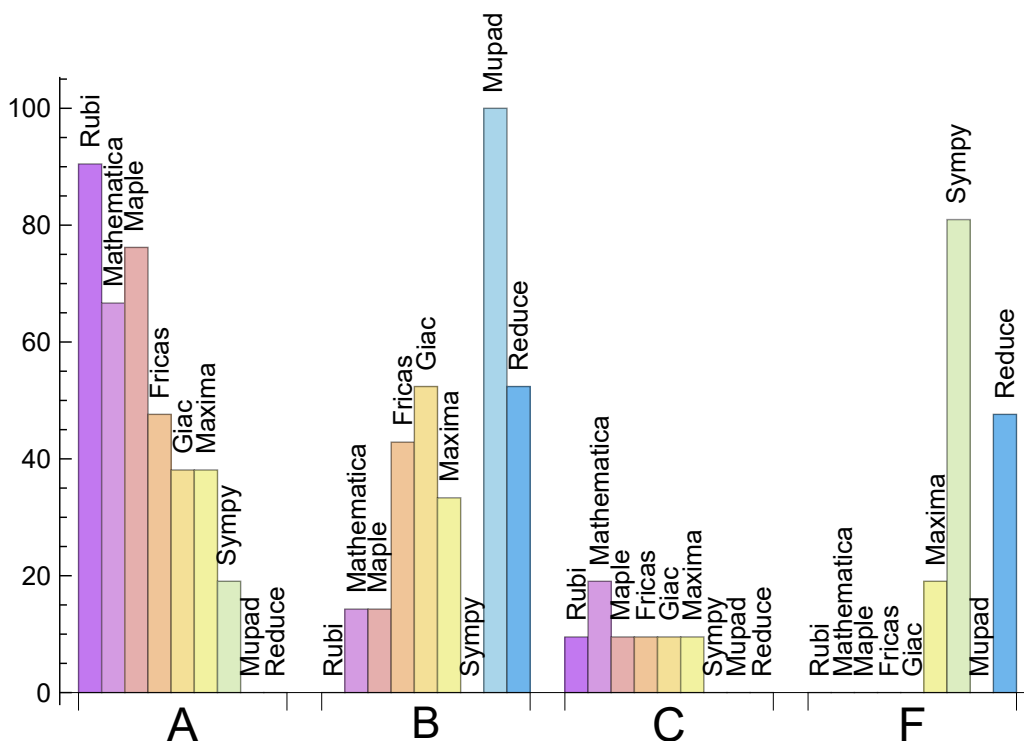 100
80
60
40
20
0
Rubi
Mathematica
Maple
Fricas
Giac
Maxima
Sympy
Mupad
Reduce
Rubi
Mathematica
Maple
Fricas
Giac
Maxima
Sympy
Mupad
Reduce
Rubi
Mathematica
Maple
Fricas
Giac
Maxima
Sympy
Mupad
Reduce
Rubi
Mathematica
Maple
Fricas
Giac
Maxima
Sympy
Mupad
Reduce
A
B
C
F